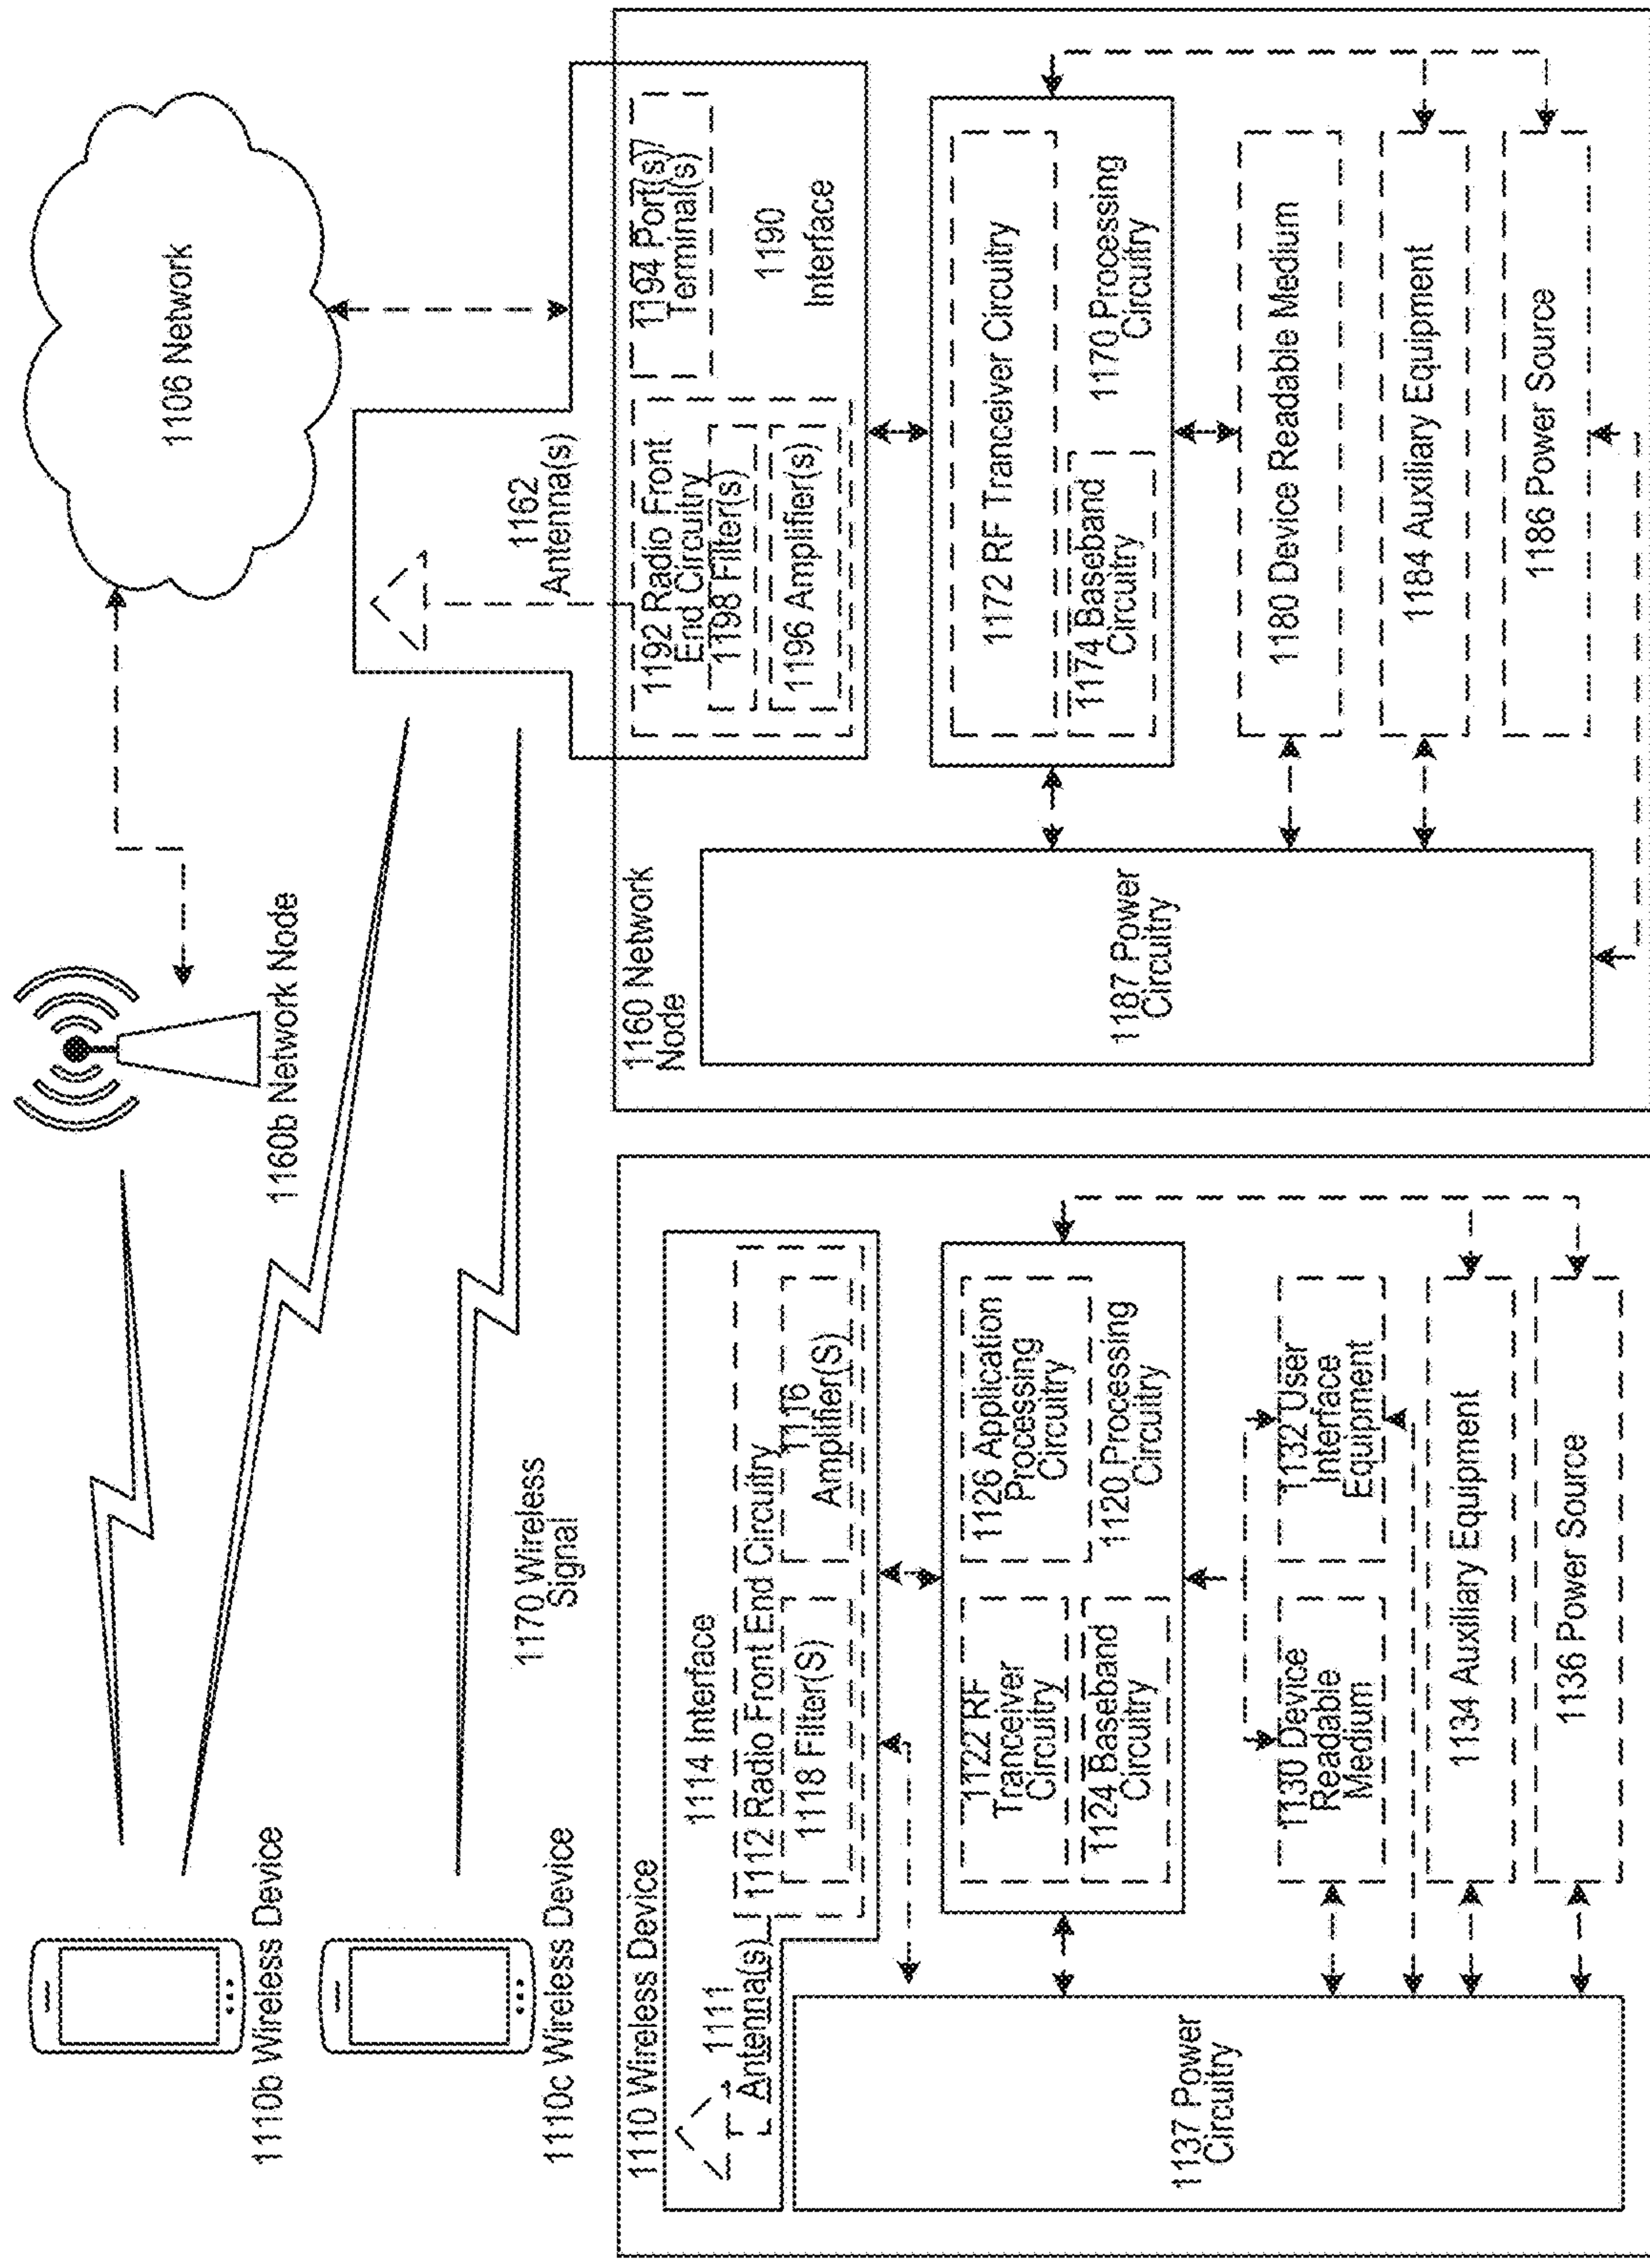 1106 Network
1160b Network Node
1110b Wireless Device
1110c Wireless Device
1170 Wireless
Signal
1162
Antenna(s)
1110 Wireless Device
1111
Antenna(s)
1114 Interface
1112 Radio Front End Circuitry
1118 Filter(S)
1116
Amplifier(S)
1122 RF
Tranceiver
Circuitry
1124 Baseband
Circuitry
1126 Application
Processing
Circuitry
1120 Processing
Circuitry
1130 Device
Readable
Medium
1132 User
Interface
Equipment
1134 Auxiliary Equipment
1136 Power Source
1137 Power
Circuitry
1160 Network
Node
1192 Radio Front
End Circuitry
1198 Filter(s)
1196 Amplifier(s)
1194 Port(s)/
Terminal(s)
1190
Interface
1172 RF Tranceiver Circuitry
1174 Baseband
Circuitry
1170 Processing
Circuitry
1180 Device Readable Medium
1184 Auxiliary Equipment
1186 Power Source
1187 Power
Circuitry